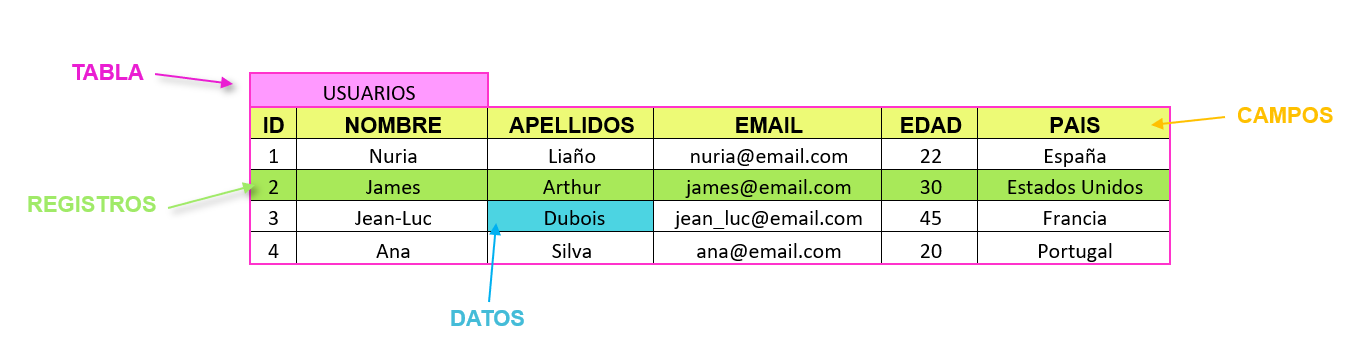 TABLA
USUARIOS
ID NOMBRE APELLIDOS EMAIL EDAD PAIS
CAMPOS
1 Nuria Liaño nuria@email.com 22 España
2 James Arthur james@email.com 30 Estados Unidos
REGISTROS
3 Jean-Luc Dubois jean_luc@email.com 45 Francia
4 Ana Silva ana@email.com 20 Portugal
DATOS